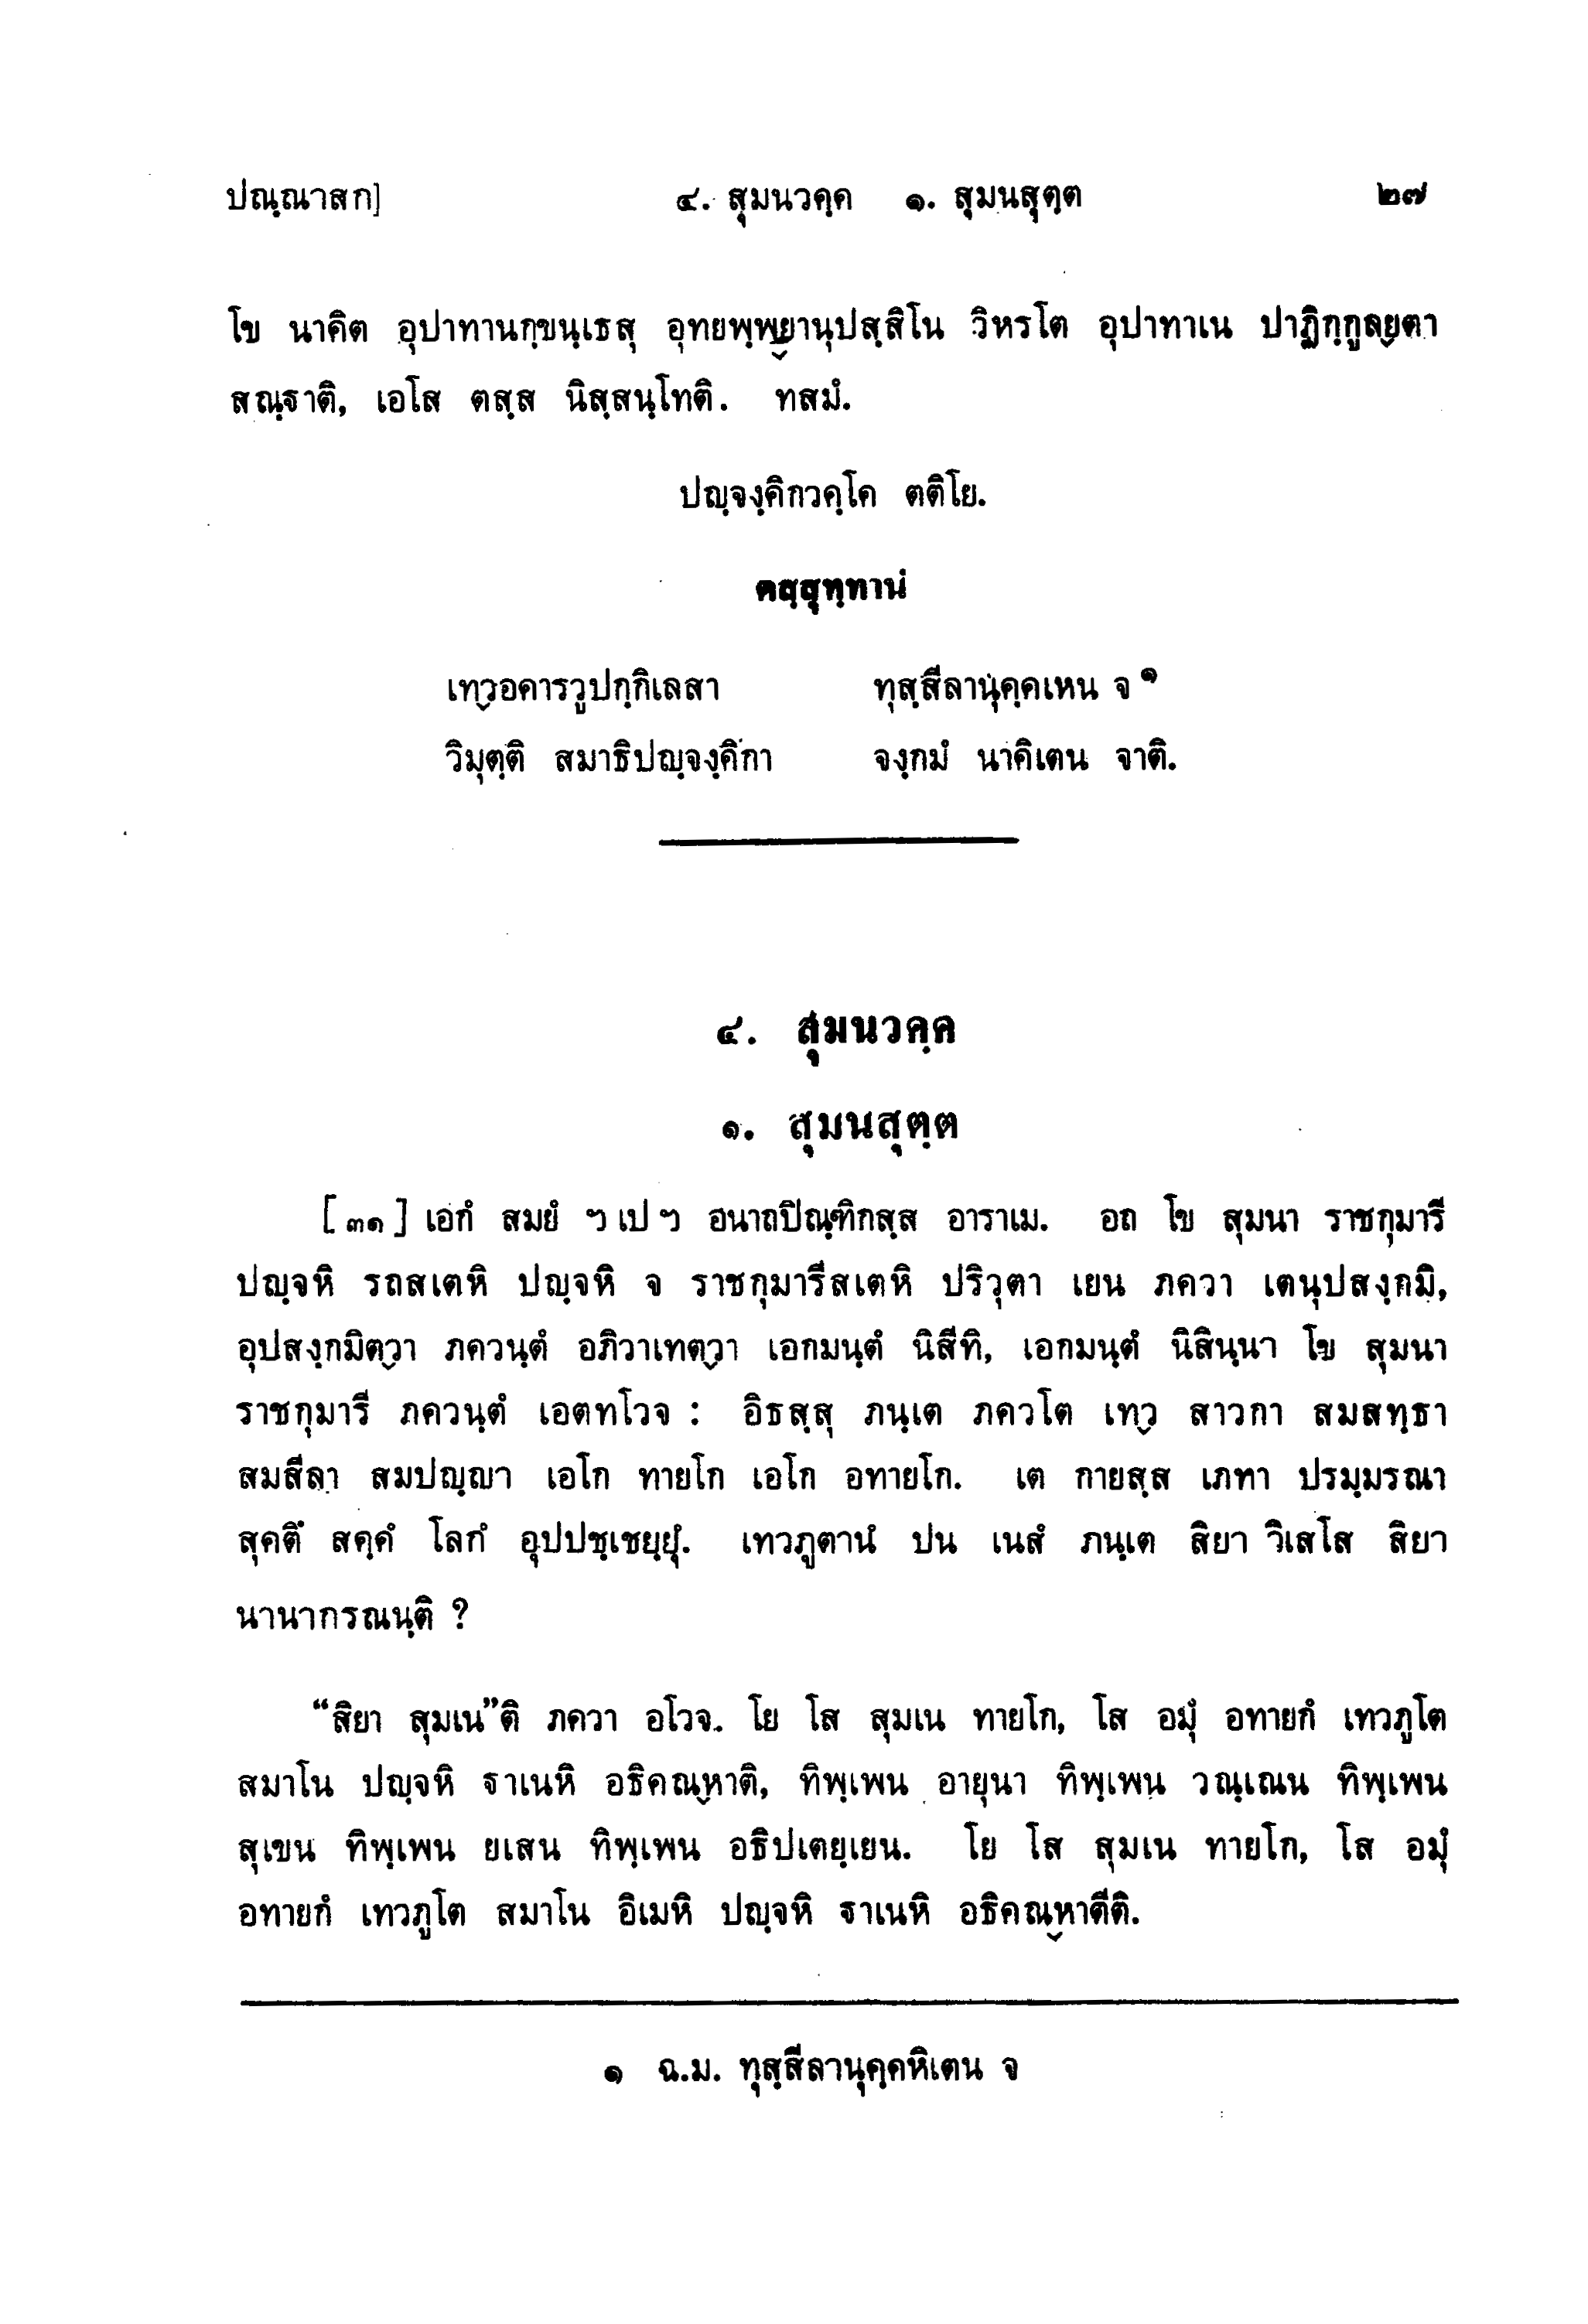 ปณฺณาสก] ๔. สุมนวคฺค ๑. สุมนสุตฺต ๒๗
โข นาคิต อุปาทานกฺขนฺเธสุ อุทยพฺพฺยานุปสฺสิโน วิหรโต อุปาทาเน ปาฏิกฺกูลฺยตา
สณฺฐาติ, เอโส ตสฺส นิสฺสนฺโทติ. ทสมํ.
ปญฺจงฺคิกวคฺโค ตติโย.
ตสฺสุทฺทานํ
เทฺวอคารวูปกฺกิเลสา ทุสฺสีลานุคฺคเหน จ ๑
วิมุตฺติ สมาธิปญฺจงฺคิกา จงฺกมํ นาคิเตน จาติ.
๔. สุมนวคฺค
๑. สุมนสุตฺต
[๓๑] เอกํ สมยํ ฯ เป ฯ อนาถปิณฺฑิกสฺส อาราเม. อถ โข สุมนา ราชกุมารี
ปญฺจหิ รถสเตหิ ปญฺจหิ จ ราชกุมารีสเตหิ ปริวุตา เยน ภควา เตนุปสงฺกมิ,
อุปสงฺกมิตฺวา ภควนฺตํ อภิวาเทตฺวา เอกมนฺตํ นิสีทิ, เอกมนฺตํ นิสินฺนา โข สุมนา
ราชกุมารี ภควนฺตํ เอตทโวจ : อิธสฺสุ ภนฺเต ภควโต เทฺว สาวกา สมสทฺธา
สมสีลา สมปญฺญา เอโก ทายโก เอโก อทายโก. เต กายสฺส เภทา ปรมฺมรณา
สุคตึ สคฺคํ โลกํ อุปปชฺเชยฺยุํ. เทวภูตานํ ปน เนสํ ภนฺเต สิยา วิเสโส สิยา
นานากรณนฺติ ?
“สิยา สุมเน”ติ ภควา อโวจ. โย โส สุมเน ทายโก, โส อมุํ อทายกํ เทวภูโต
สมาโน ปญฺจหิ ฐาเนหิ อธิคณฺหาติ, ทิพฺเพน อายุนา ทิพฺเพน วณฺเณน ทิพฺเพน
สุเขน ทิพฺเพน ยเสน ทิพฺเพน อธิปเตยฺเยน. โย โส สุมเน ทายโก, โส อมุํ
อทายกํ เทวภูโต สมาโน อิเมหิ ปญฺจหิ ฐาเนหิ อธิคณฺหาตีติ.
๑ ฉ.ม. ทุสฺสีลานุคฺคหิเตน จ